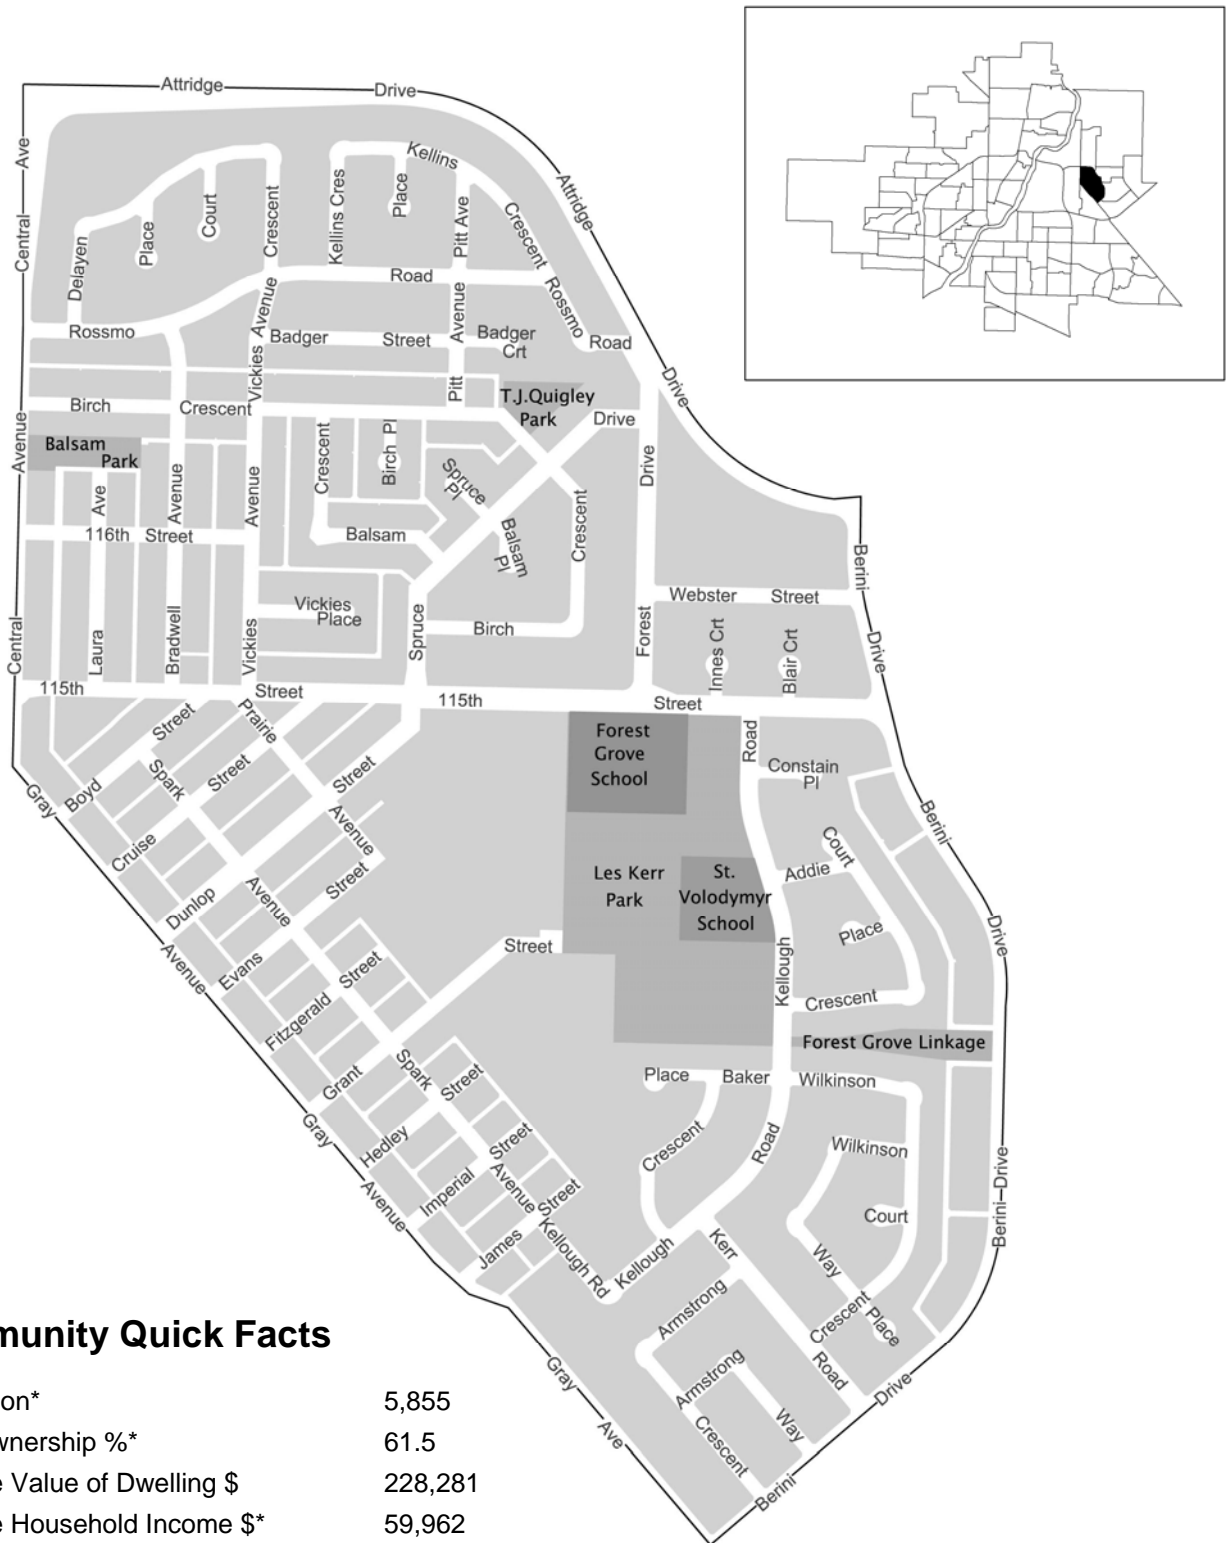 Attridge
Drive
Central Ave
Kellins
Attridge
Drive
Delayen
Place
Court
Crescent
Kellins Cres
Place
Pitt Ave
Crescent
Rossmo
Road
Rossmo
Road
Vickies Avenue
Badger
Street
Pitt Avenue
Badger
Crt
Birch
Crescent
T.J.Quigley
Park
Drive
Central Avenue
Balsam
Park
Ave
Avenue
Avenue
Crescent
Birch Pl
Spruce
Pl
Balsam
Pl
Crescent
Drive
116th
Street
Balsam
Berini
Drive
Webster
Street
Vickies
Place
Birch
Innes Crt
Blair Crt
Laura
Bradwell
Vickies
Spruce
Forest
115th
Street
115th
Street
Street
Prairie
Avenue
Street
Forest
Grove
School
Road
Constain
Pl
Gray
Boyd
Spark
Street
Cruise
Dunlop
Avenue
Street
Les Kerr
Park
St.
Volodymyr
School
Addie
Court
Berini
Drive
Place
Avenue
Evans
Street
Street
Kellough
Crescent
Fitzgerald
Forest Grove Linkage
Grant
Spark
Street
Place
Baker
Wilkinson
Gray
Hedley
Street
Crescent
Road
Wilkinson
Avenue
Imperial
Avenue
Street
Court
Berini Drive
James
Kellough Rd
Kellough
Kerr
Way
Place
Crescent
Armstrong
Road
Drive
Armstrong
Crescent
Way
Gray
Ave
Berini
munity Quick Facts
on* 5,855
wnership %* 61.5
e Value of Dwelling $ 228,281
e Household Income $* 59,962